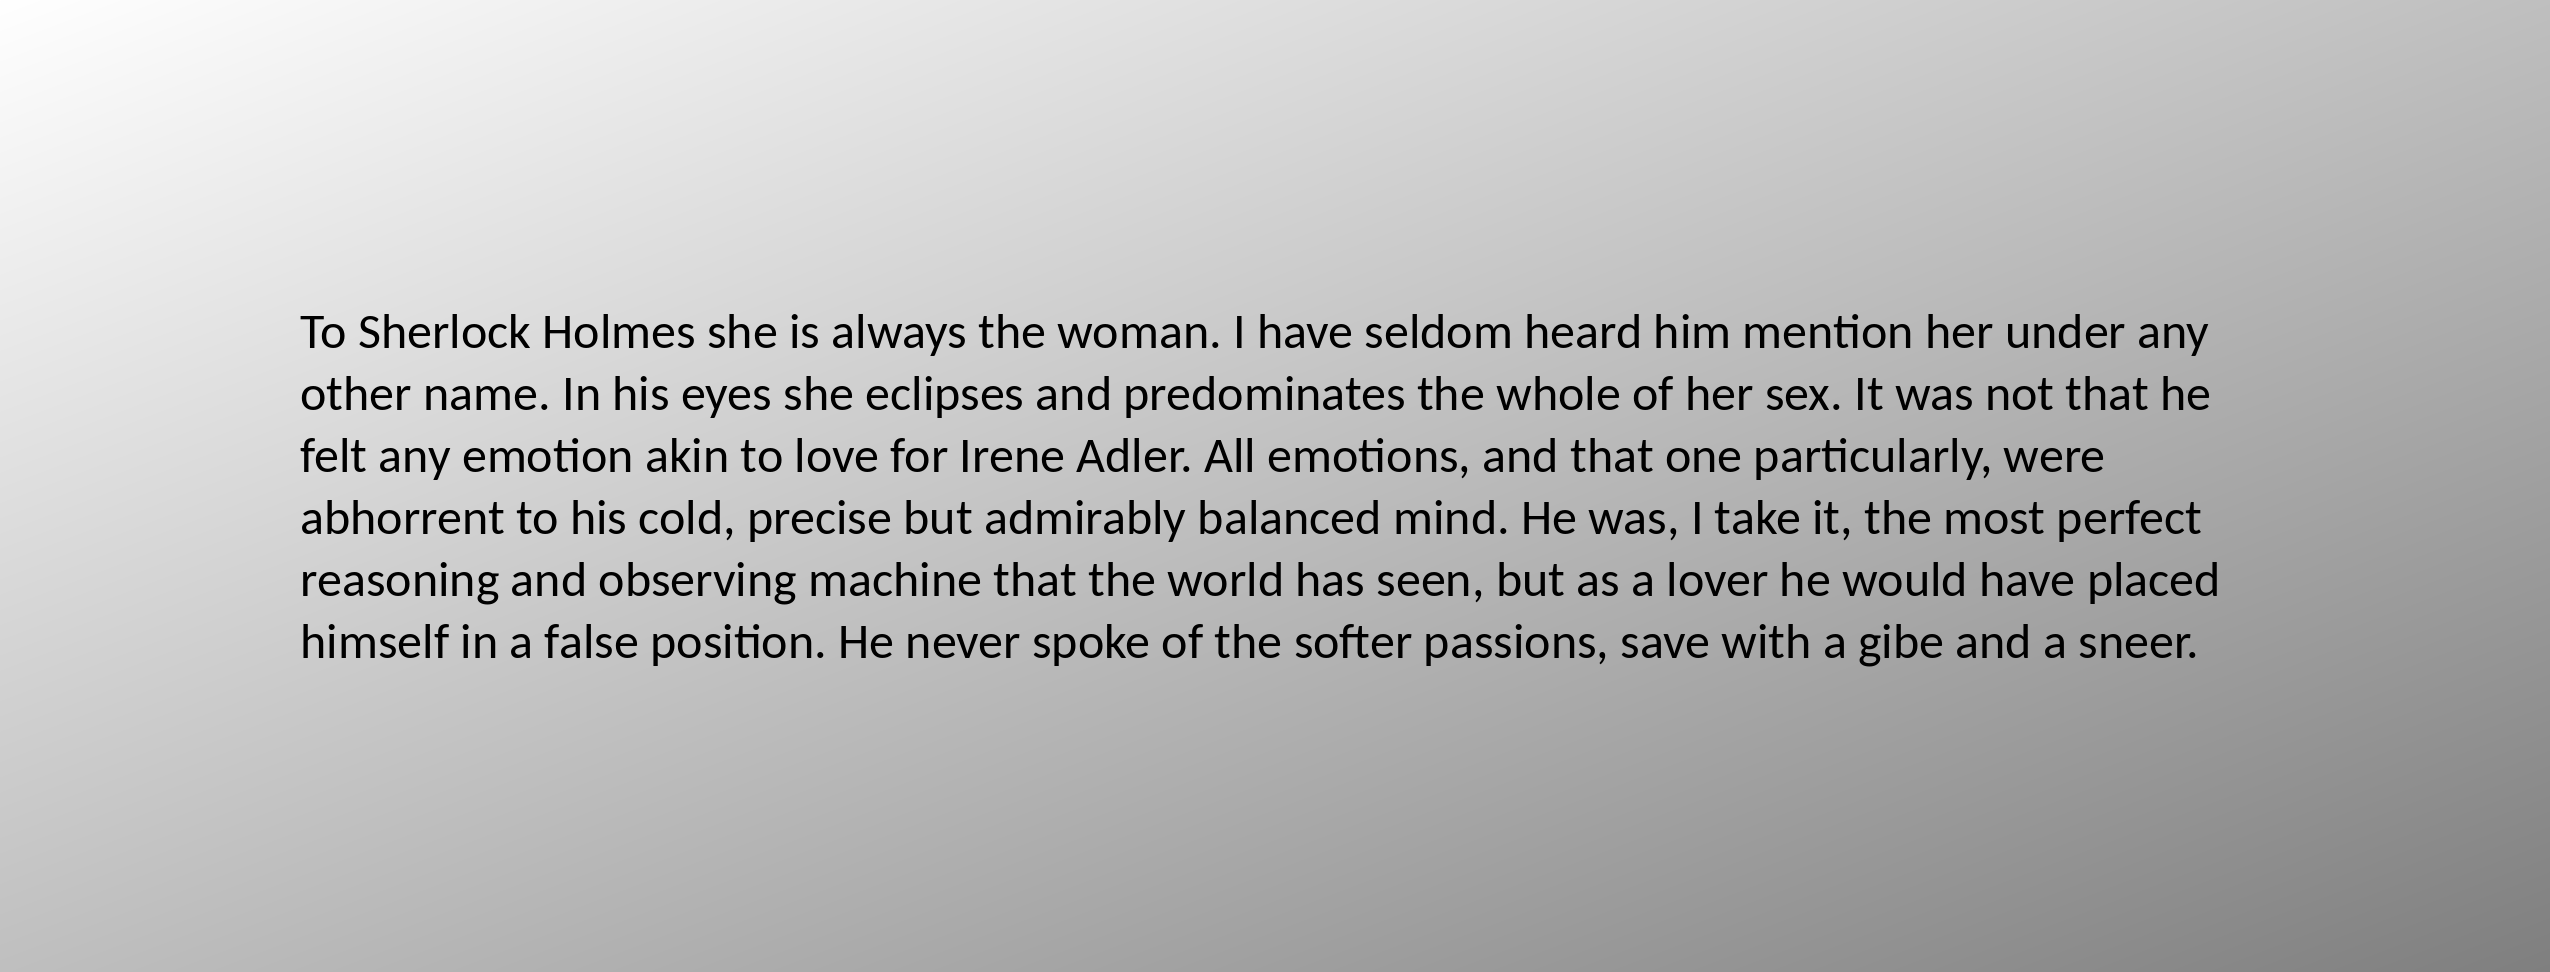 To Sherlock Holmes she is always the woman. I have seldom heard him mention her under any
other name. In his eyes she eclipses and predominates the whole of her sex. It was not that he
felt any emotion akin to love for Irene Adler. All emotions, and that one particularly, were
abhorrent to his cold, precise but admirably balanced mind. He was, I take it, the most perfect
reasoning and observing machine that the world has seen, but as a lover he would have placed
himself in a false position. He never spoke of the softer passions, save with a gibe and a sneer.